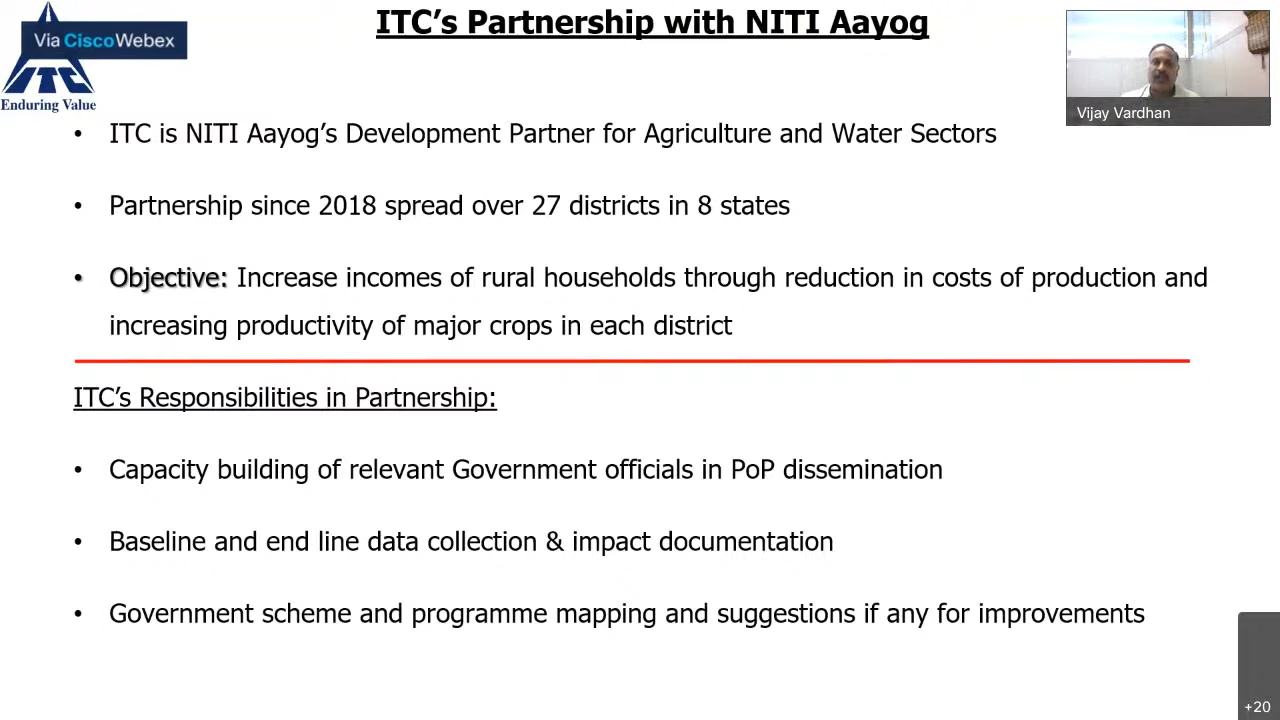 ITC's Partnership with NITI Aayog
Via CiscoWebex
ITC
Enduring Value
Vijay Vardhan
• ITC is NITI Aayog's Development Partner for Agriculture and Water Sectors
• Partnership since 2018 spread over 27 districts in 8 states
• Objective: Increase incomes of rural households through reduction in costs of production and
increasing productivity of major crops in each district
ITC's Responsibilities in Partnership:
• Capacity building of relevant Government officials in PoP dissemination
• Baseline and end line data collection & impact documentation
• Government scheme and programme mapping and suggestions if any for improvements
+20